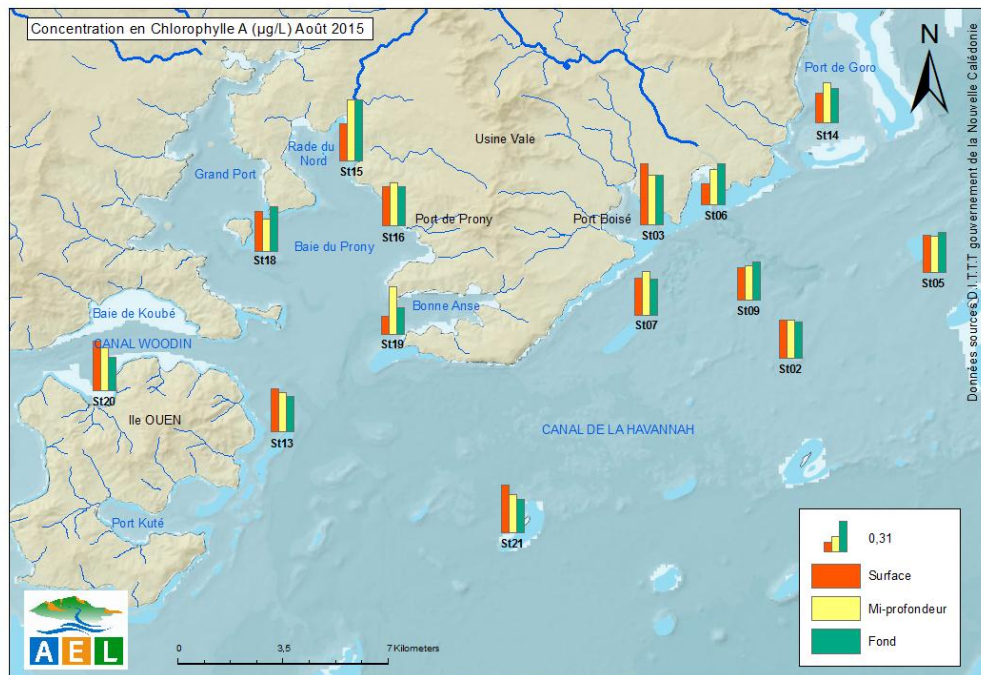 Concentration en Chlorophylle A (µg/L) Août 2015
N
Port de Goro
St14
Données sources D.I.T.T.T gouvernement de la Nouvelle Calédonie
Usine Vale
Rade du
Nord
St15
Grand Port
St06
Port de Prony
St16
Port Boisé
St03
Baie du Prony
St18
St05
Baie de Koubé
Bonne Anse
St19
St07
St09
CANAL WOODIN
St02
St20
Ile OUEN
St13
CANAL DE LA HAVANNAH
Port Kuté
St21
0,31
Surface
Mi-profondeur
Fond
AEL
0
3,5
7 Kilometers